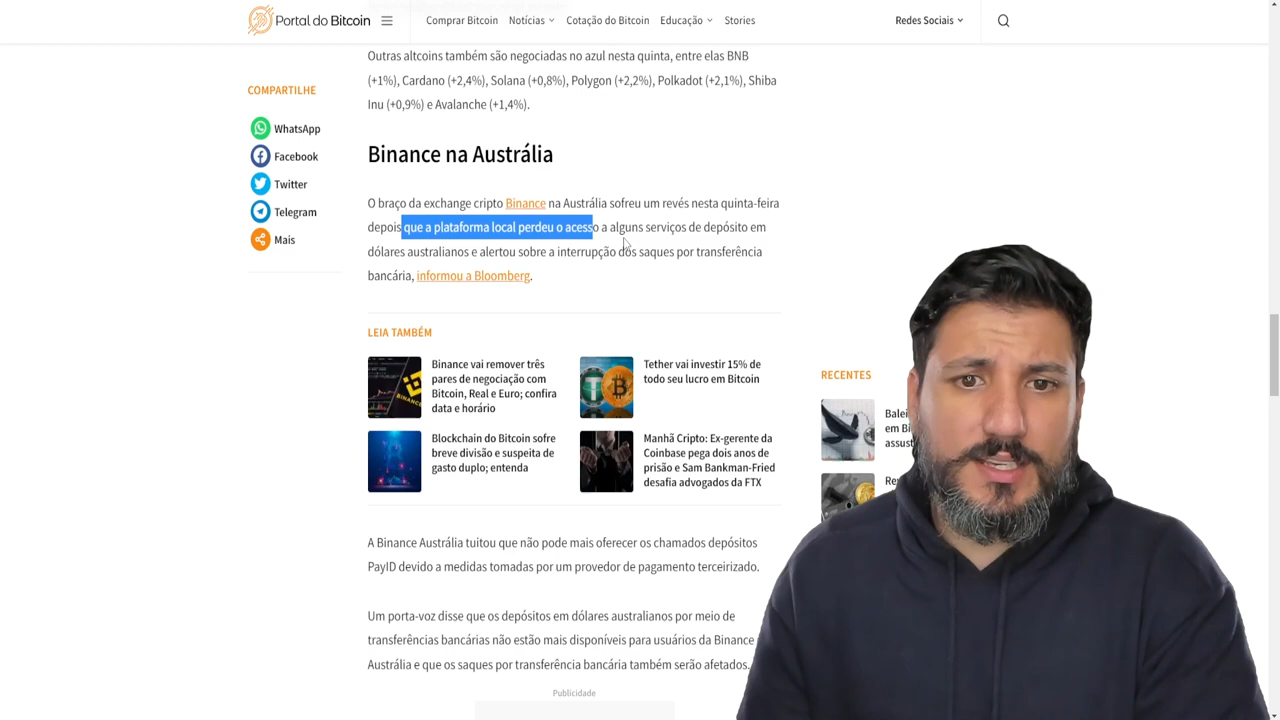 Portal do Bitcoin
Comprar Bitcoin
Notícias
Cotação do Bitcoin
Educação
Stories
Redes Sociais
COMPARTILHE
WhatsApp
Facebook
Twitter
Telegram
Mais
Outras altcoins também são negociadas no azul nesta quinta, entre elas BNB
(+1%), Cardano (+2,4%), Solana (+0,8%), Polygon (+2,2%), Polkadot (+2,1%), Shiba
Inu (+0,9%) e Avalanche (+1,4%).
Binance na Austrália
O braço da exchange cripto Binance na Austrália sofreu um revés nesta quinta-feira
depois que a plataforma local perdeu o acesso a alguns serviços de depósito em
dólares australianos e alertou sobre a interrupção dos saques por transferência
bancária, informou a Bloomberg.
LEIA TAMBÉM
Binance vai remover três
pares de negociação com
Bitcoin, Real e Euro; confira
data e horário
Tether vai investir 15% de
todo seu lucro em Bitcoin
Blockchain do Bitcoin sofre
breve divisão e suspeita de
gasto duplo; entenda
Manhã Cripto: Ex-gerente da
Coinbase pega dois anos de
prisão e Sam Bankman-Fried
desafia advogados da FTX
A Binance Austrália tuitou que não pode mais oferecer os chamados depósitos
PayID devido a medidas tomadas por um provedor de pagamento terceirizado.
Um porta-voz disse que os depósitos em dólares australianos por meio de
transferências bancárias não estão mais disponíveis para usuários da Binance
Austrália e que os saques por transferência bancária também serão afetados.
Publicidade
RECENTES
em